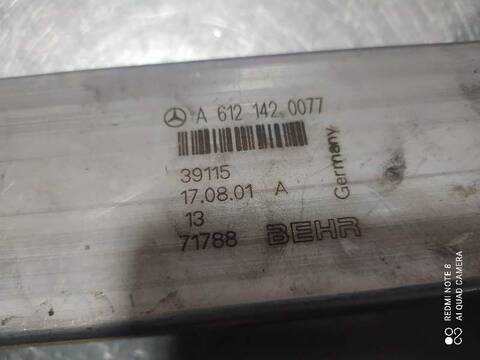 A 612 142 0077
39115
17.08.01 A
13
71788 BEHR
Germany
REDMI NOTE 8
AI QUAD CAMERA